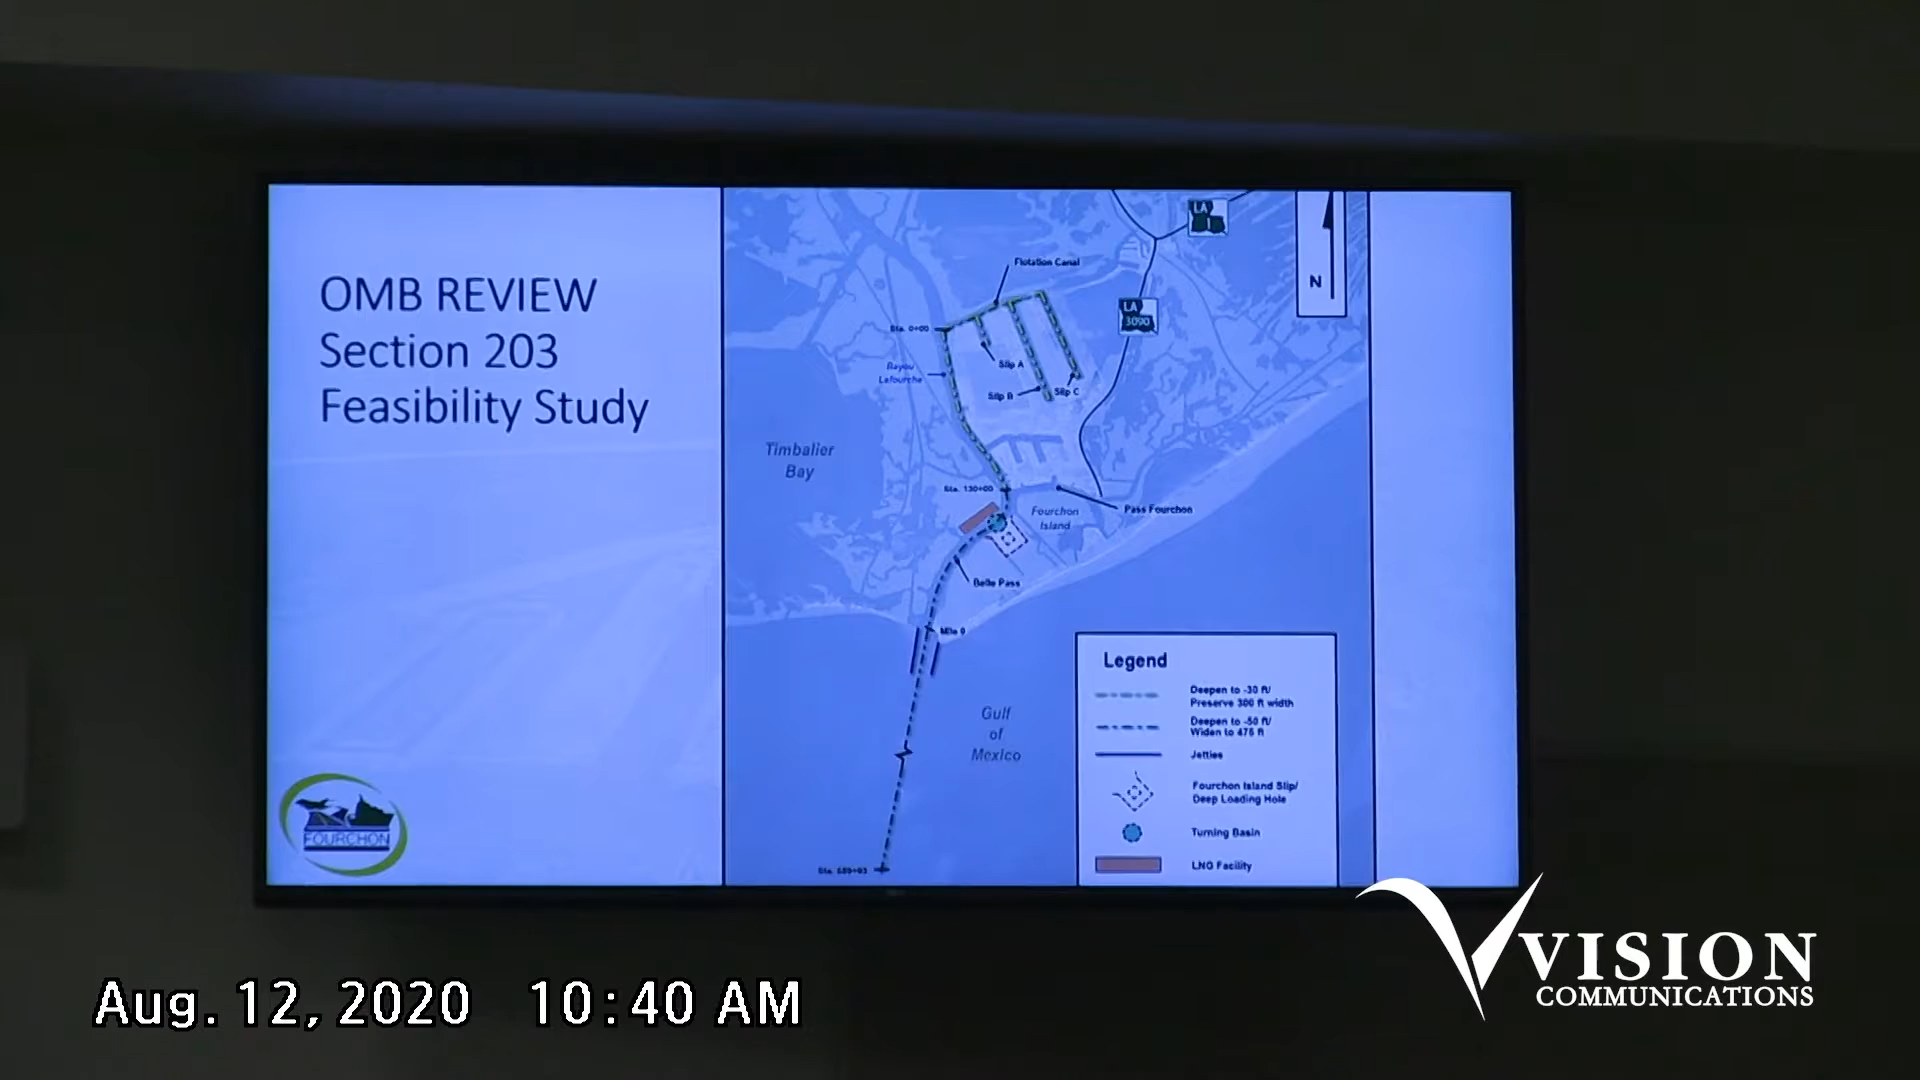 OMB REVIEW
Section 203
Feasibility Study
FOURCHON
LA
LA
3090
N
Flotation Canal
Sta. 0+00
Bayou
Lafourche
Slip A
Slip B
Slip C
Timbalier
Bay
Sta. 130+00
Fourchon
Island
Pass Fourchon
Belle Pass
Mile 0
Gulf
of
Mexico
Legend
Deepen to -30 ft/
Preserve 300 ft width
Deepen to -50 ft/
Widen to 475 ft
Jetties
Fourchon Island Slip/
Deep Loading Hole
Turning Basin
LNG Facility
Aug. 12, 2020 10:40 AM
VISION
COMMUNICATIONS